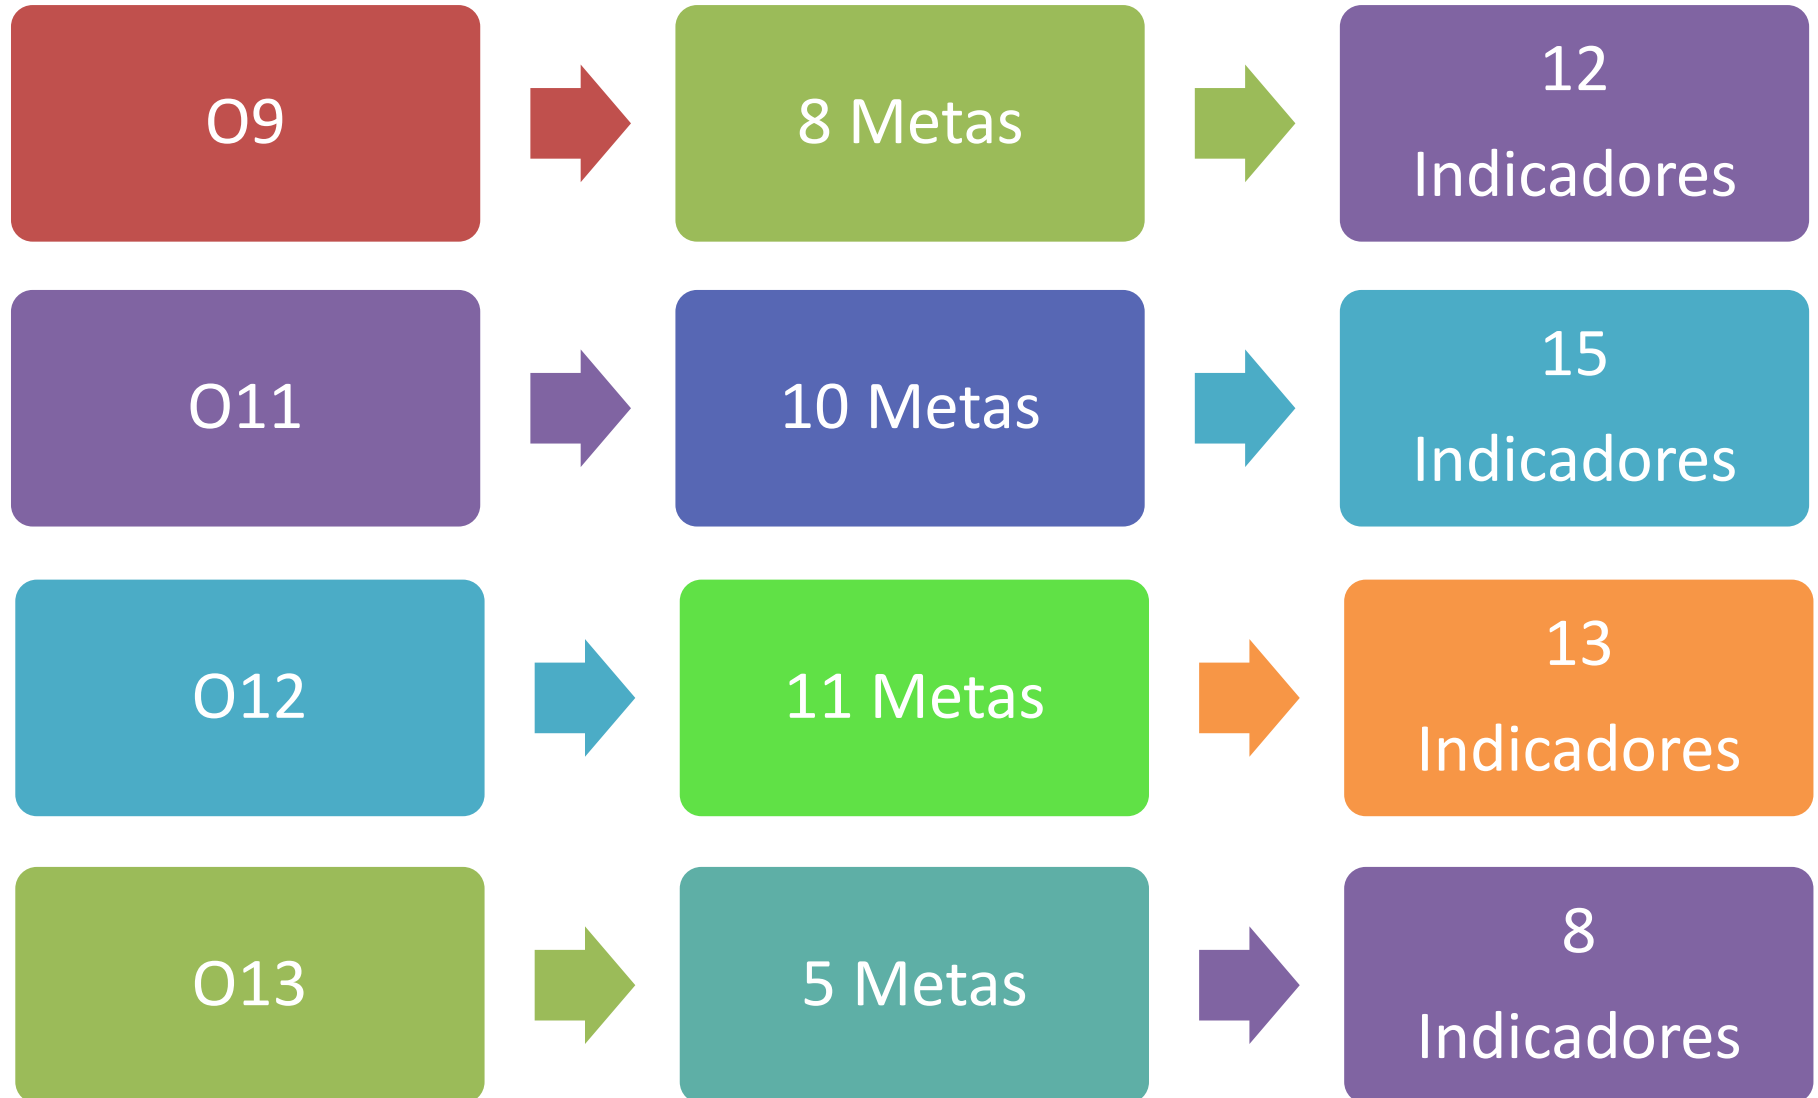 O9
8 Metas
12
Indicadores
O11
10 Metas
15
Indicadores
O12
11 Metas
13
Indicadores
O13
5 Metas
8
Indicadores